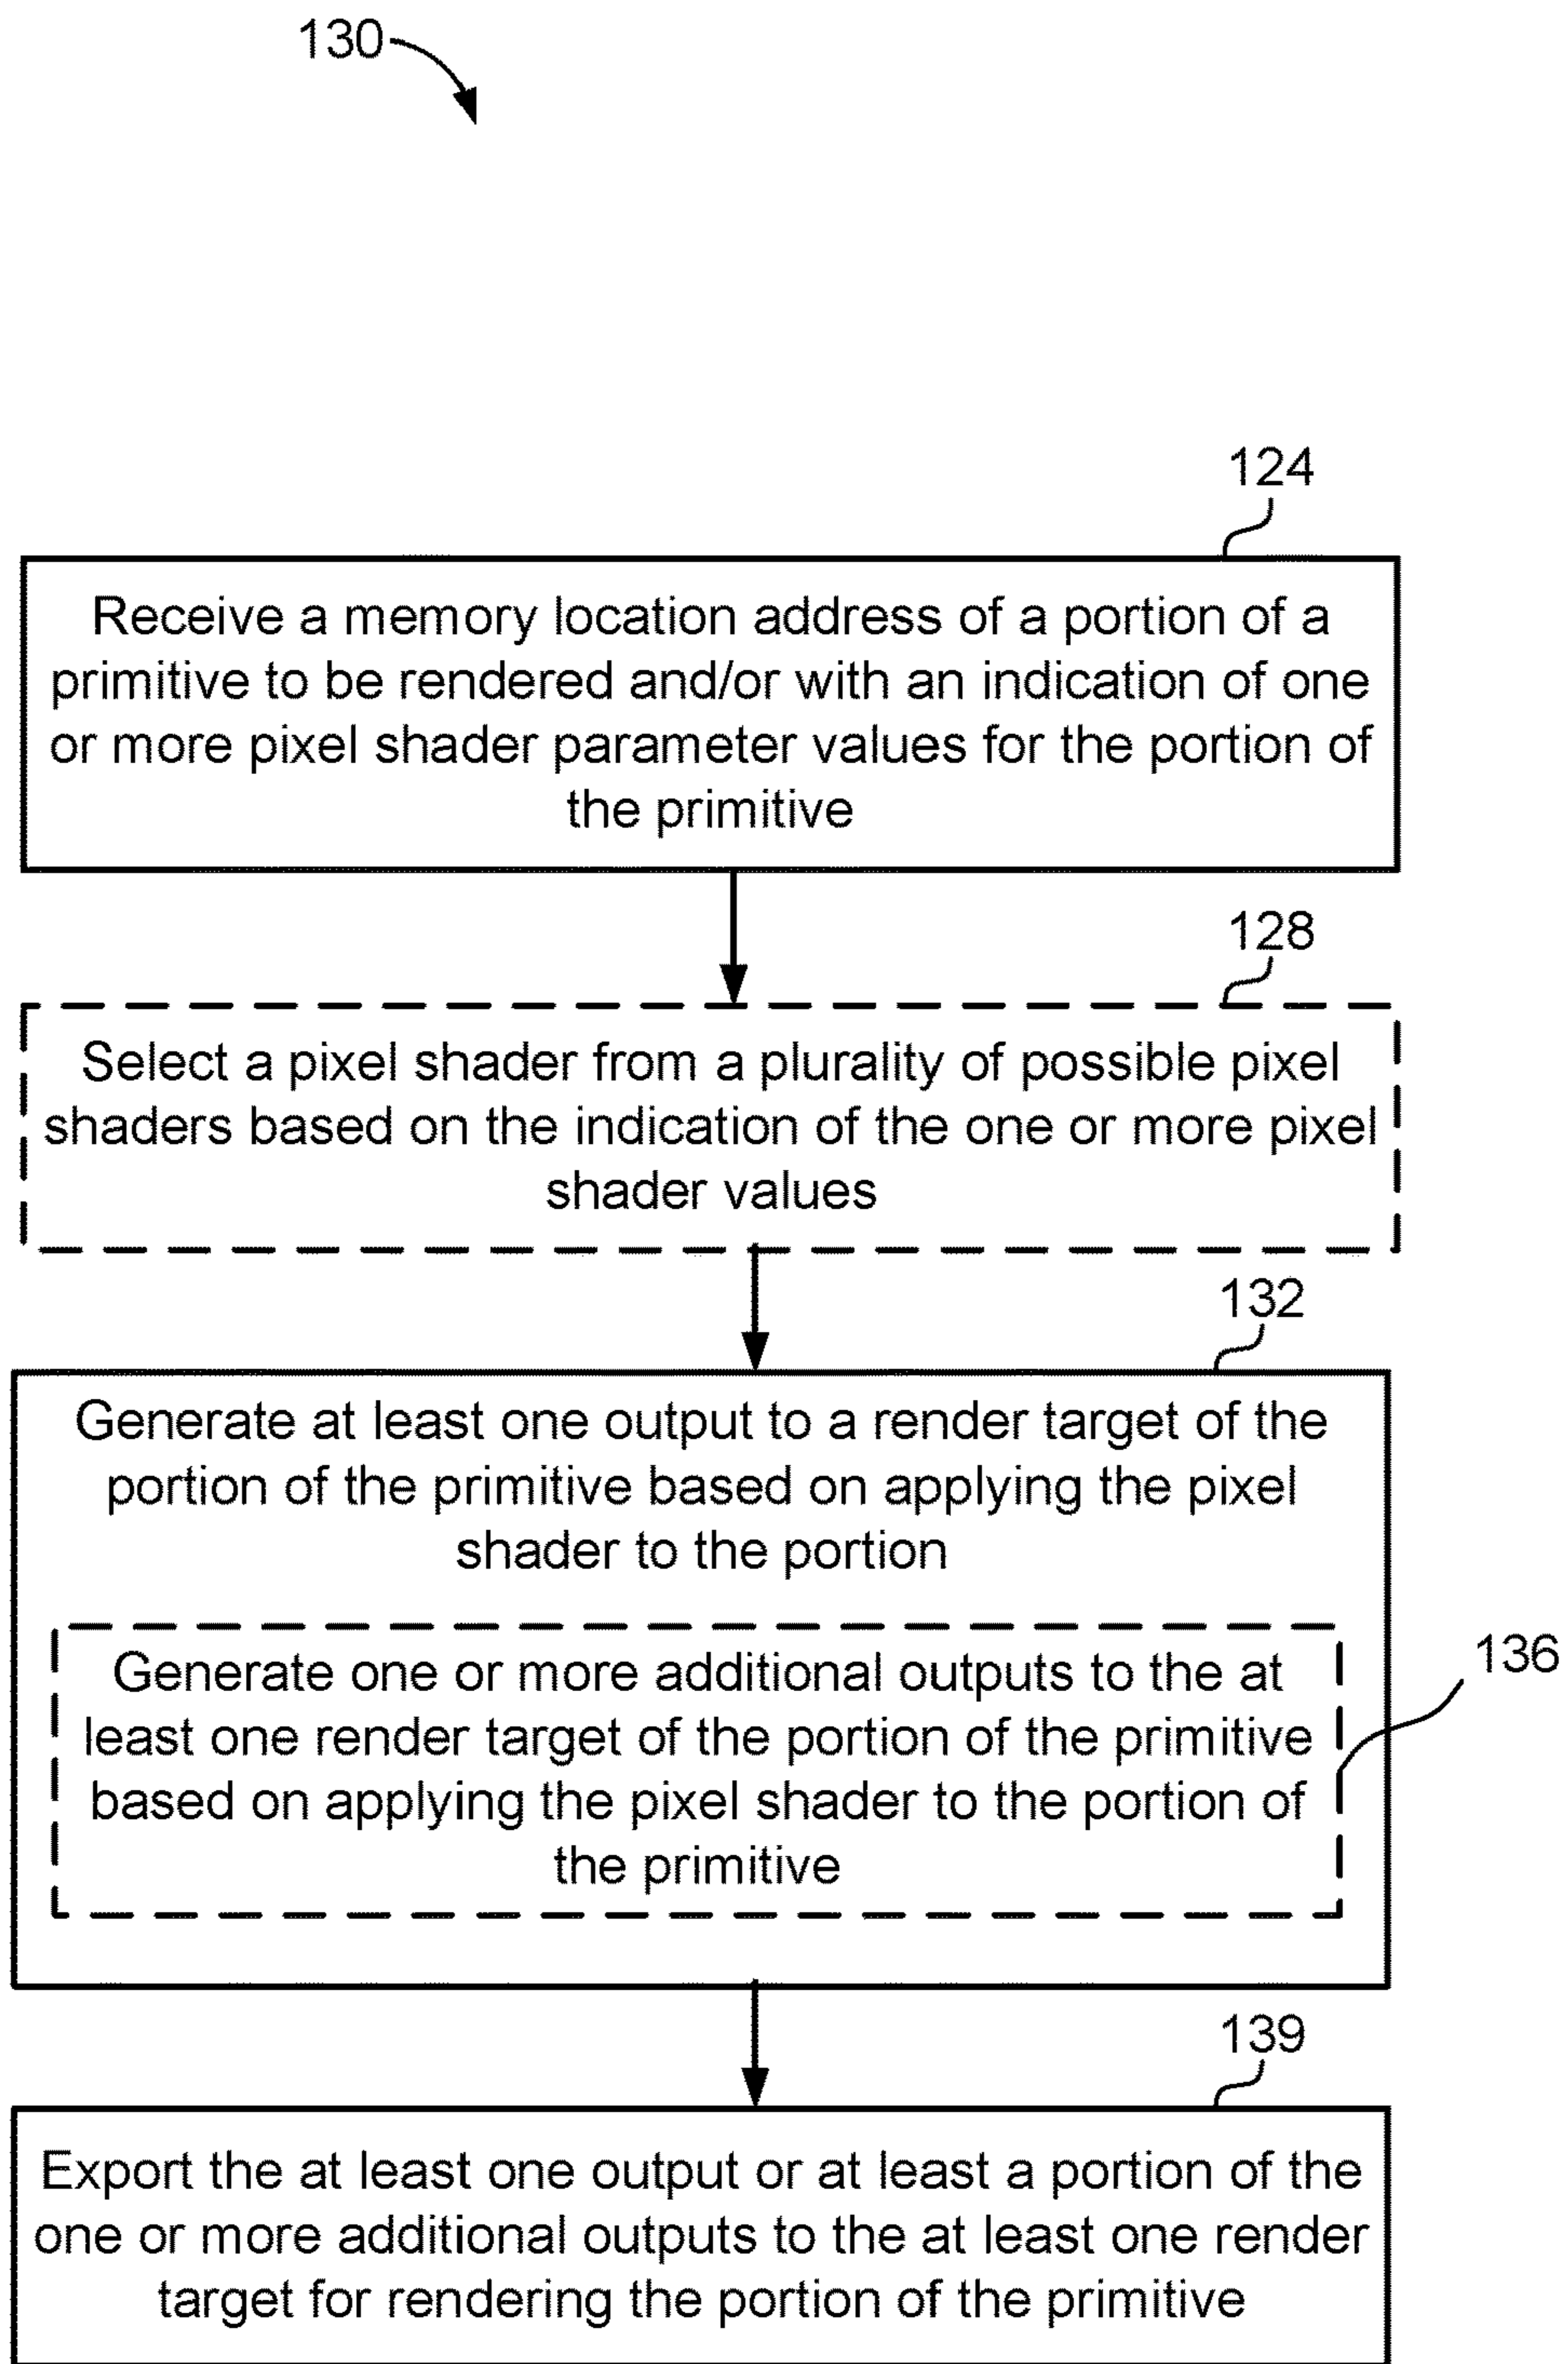 130
124
Receive a memory location address of a portion of a
primitive to be rendered and/or with an indication of one
or more pixel shader parameter values for the portion of
the primitive
128
Select a pixel shader from a plurality of possible pixel
shaders based on the indication of the one or more pixel
shader values
132
Generate at least one output to a render target of the
portion of the primitive based on applying the pixel
shader to the portion
136
Generate one or more additional outputs to the at
least one render target of the portion of the primitive
based on applying the pixel shader to the portion of
the primitive
139
Export the at least one output or at least a portion of the
one or more additional outputs to the at least one render
target for rendering the portion of the primitive